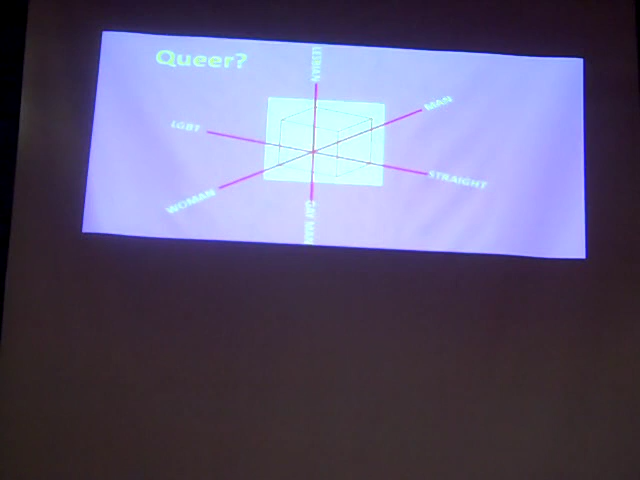 Queer?
LESBIAN
MAN
LGBT
STRAIGHT
WOMAN
GAY MAN